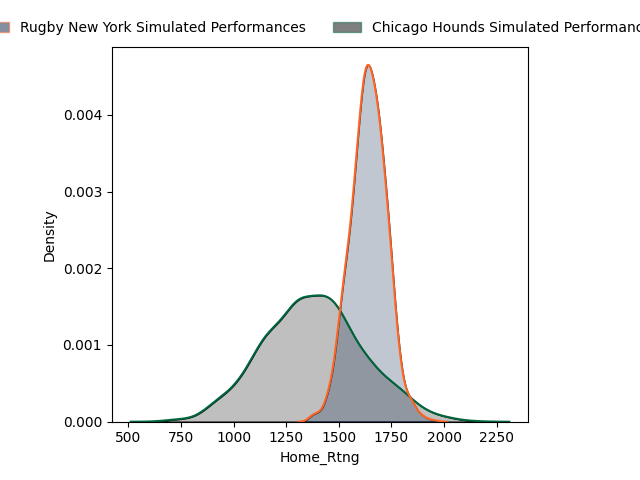 Rugby New York Simulated Performances
Chicago Hounds Simulated
0.004
0.003
0.002
0.001
0.000
Density
500 750 1000 1250 1500 1750 2000 2250
Home_Rtng